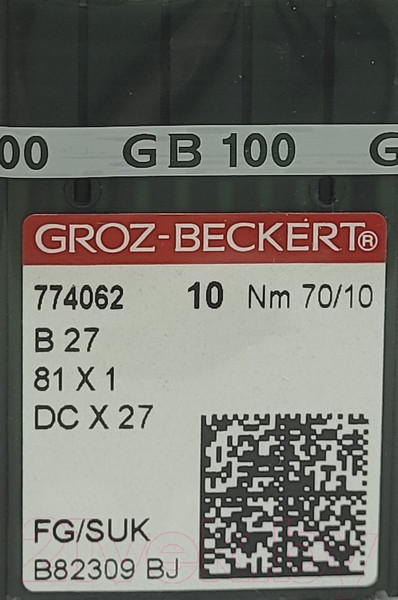 00 GB 100 G
GROZ-BECKERT®
774062 10 Nm 70/10
B 27
81 X 1
DC X 27
FG/SUK
B82309 BJ